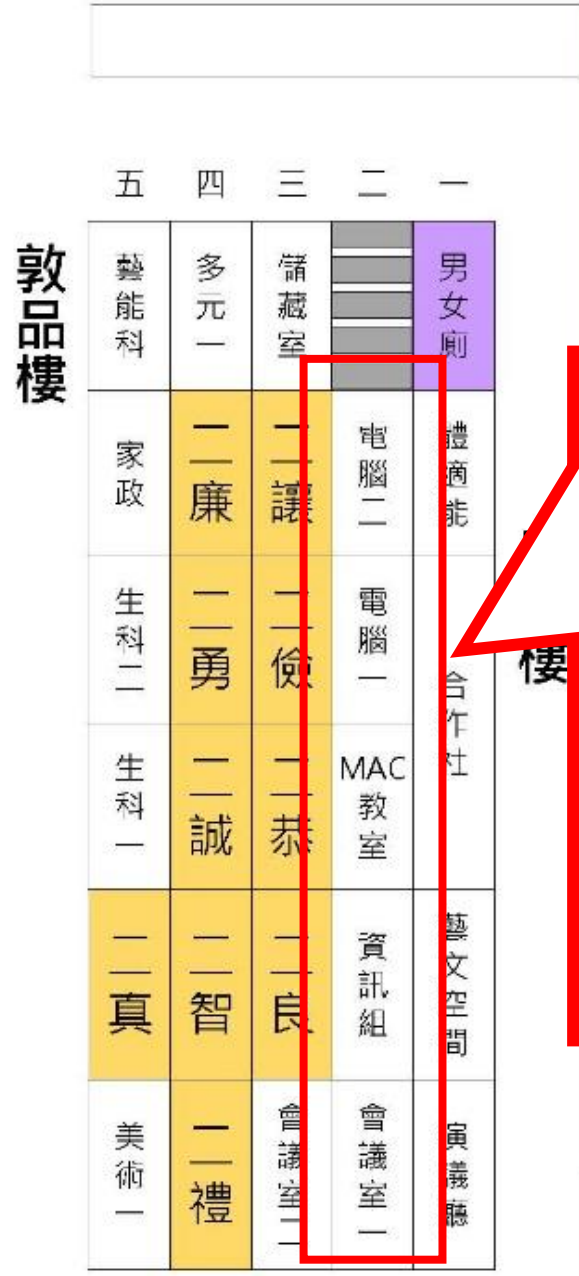 敦品樓
五 四 三 二 一
藝能科 多元一 儲藏室 男女廁
家政 二廉 二讓 電腦二 體適能
生科二 二勇 二儉 電腦一 合作社
生科一 二誠 二恭 MAC教室
二真 二智 二良 資訊組 藝文空間
美術一 二禮 會議室二 會議室一 演議廳
樓